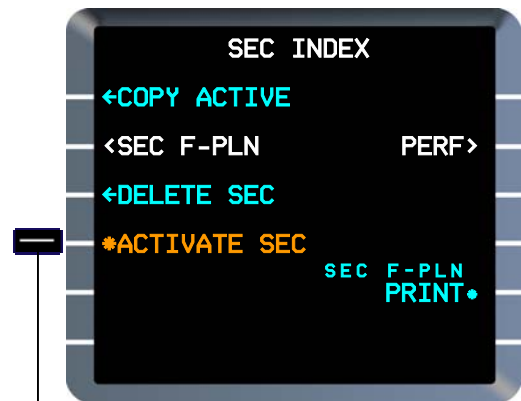 SEC INDEX
←COPY ACTIVE
<SEC F-PLN PERF>
←DELETE SEC
*ACTIVATE SEC
SEC F-PLN
PRINT*